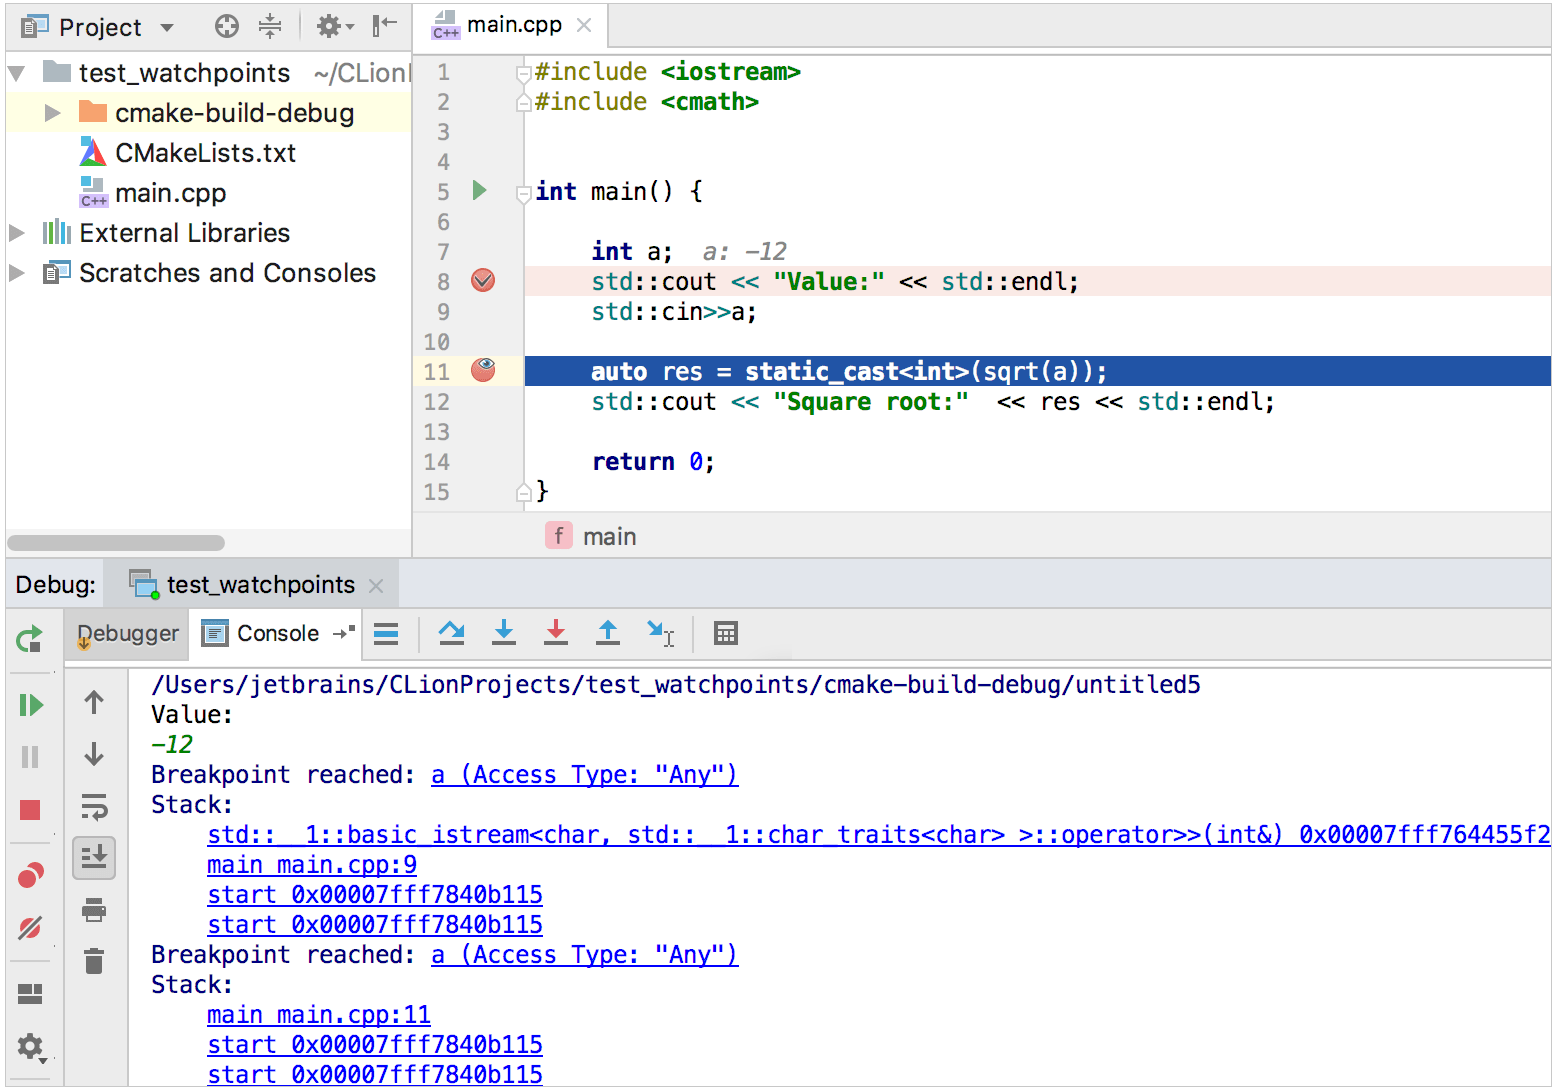 Project
test_watchpoints ~/CLionI
cmake-build-debug
CMakeLists.txt
C++ main.cpp
External Libraries
Scratches and Consoles
C++ main.cpp
1 #include <iostream>
2 #include <cmath>
3
4
5 int main() {
6
7 int a; a: -12
8 std::cout << "Value:" << std::endl;
9 std::cin>>a;
10
11 auto res = static_cast<int>(sqrt(a));
12 std::cout << "Square root:"  << res << std::endl;
13
14 return 0;
15 }
f main
Debug: test_watchpoints
Debugger Console
/Users/jetbrains/CLionProjects/test_watchpoints/cmake-build-debug/untitled5
Value:
-12
Breakpoint reached: a (Access Type: "Any")
Stack:
std::__1::basic_istream<char, std::__1::char_traits<char> >::operator>>(int&) 0x00007fff764455f2
main main.cpp:9
start 0x00007fff7840b115
start 0x00007fff7840b115
Breakpoint reached: a (Access Type: "Any")
Stack:
main main.cpp:11
start 0x00007fff7840b115
start 0x00007fff7840b115